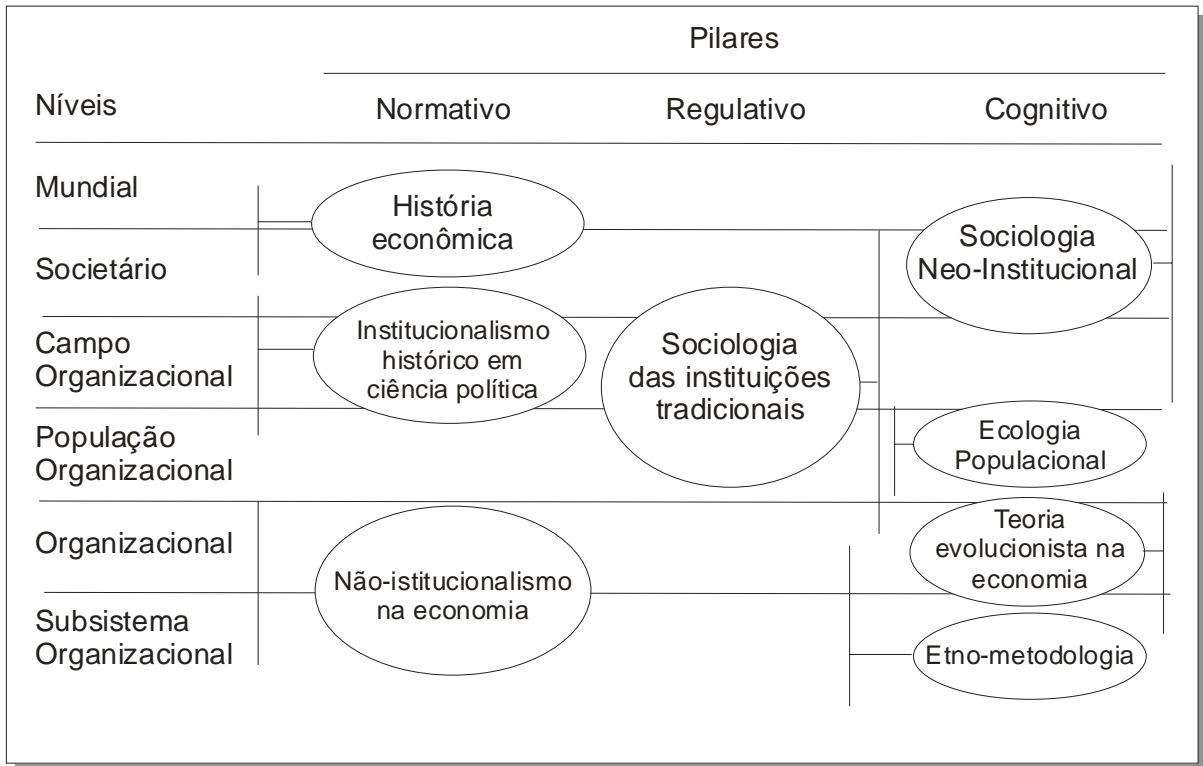 Pilares
Níveis
Normativo
Regulativo
Cognitivo
Mundial
História
econômica
Sociologia
Neo-Institucional
Societário
Campo
Organizacional
Institucionalismo
histórico em
ciência política
Sociologia
das instituições
tradicionais
População
Organizacional
Ecologia
Populacional
Organizacional
Teoria
evolucionista na
economia
Não-istitucionalismo
na economia
Subsistema
Organizacional
Etno-metodologia